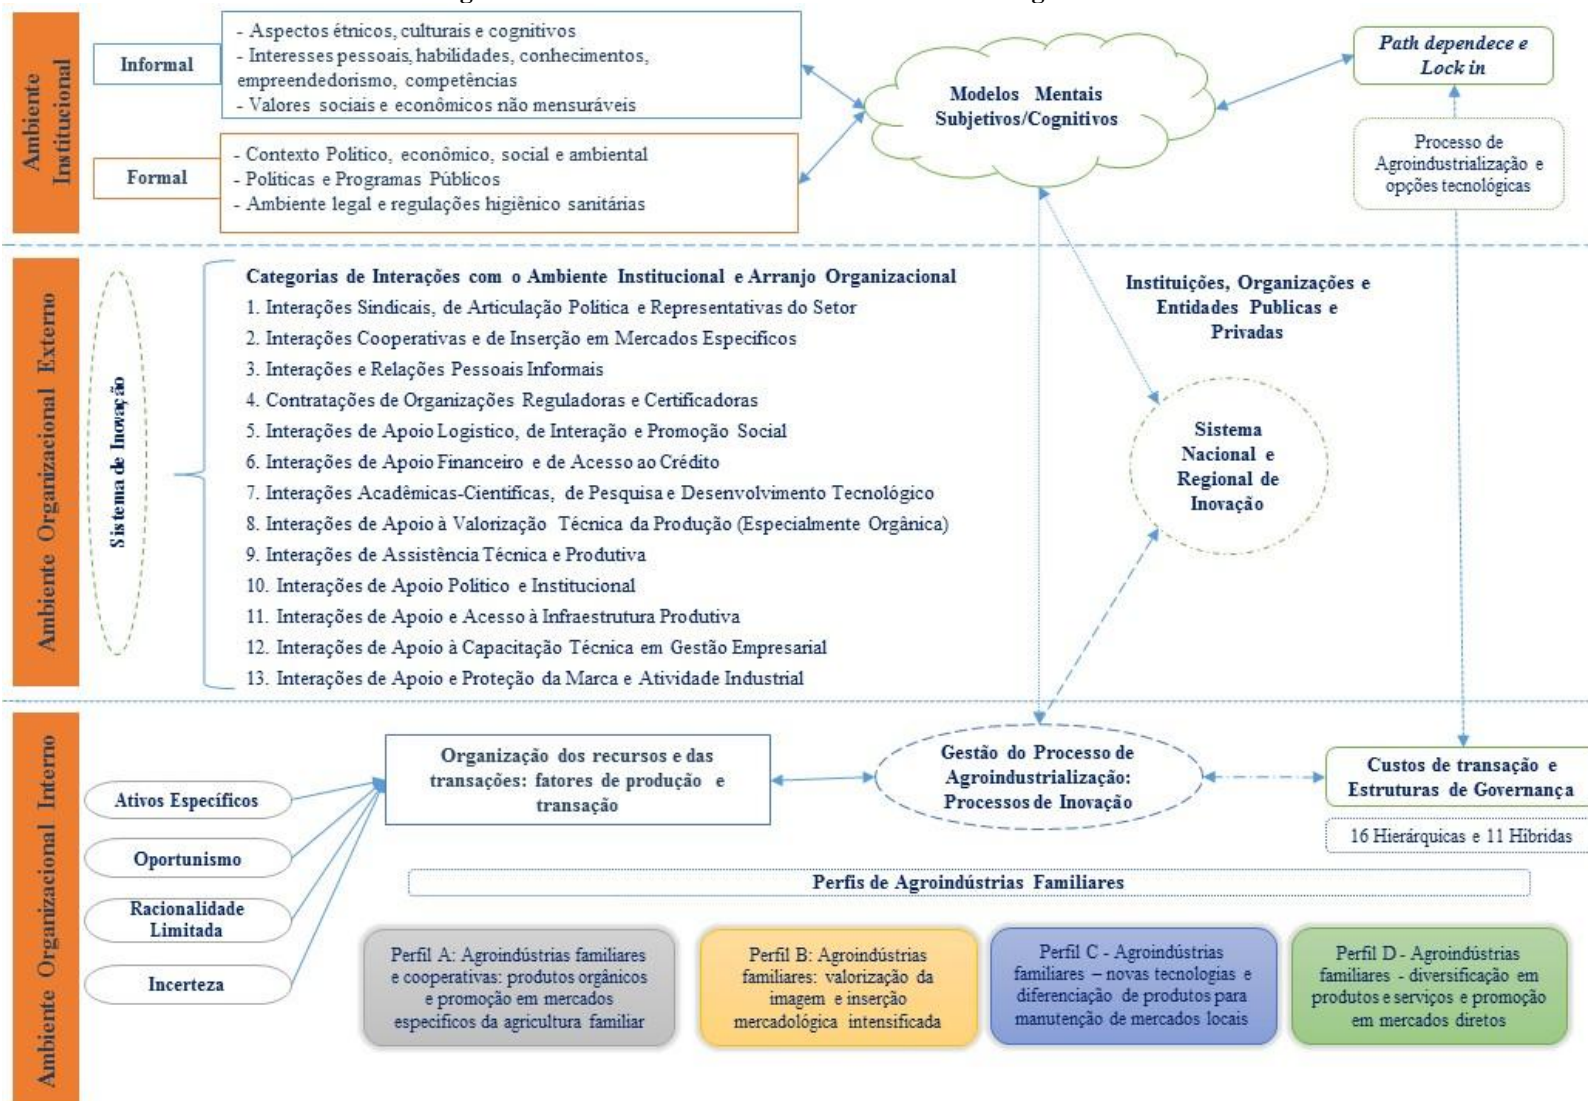 Ambiente
Institucional
Informal
- Aspectos étnicos, culturais e cognitivos
- Interesses pessoais, habilidades, conhecimentos,
empreendedorismo, competências
- Valores sociais e econômicos não mensuráveis
Formal
- Contexto Político, econômico, social e ambiental
- Políticas e Programas Públicos
- Ambiente legal e regulações higiênico sanitárias
Modelos Mentais
Subjetivos/Cognitivos
Path dependece e
Lock in
Processo de
Agroindustrialização e
opções tecnológicas
Ambiente Organizacional Externo
Sistema de Inovação
Categorias de Interações com o Ambiente Institucional e Arranjo Organizacional
1. Interações Sindicais, de Articulação Política e Representativas do Setor
2. Interações Cooperativas e de Inserção em Mercados Específicos
3. Interações e Relações Pessoais Informais
4. Contratações de Organizações Reguladoras e Certificadoras
5. Interações de Apoio Logístico, de Interação e Promoção Social
6. Interações de Apoio Financeiro e de Acesso ao Crédito
7. Interações Acadêmicas-Científicas, de Pesquisa e Desenvolvimento Tecnológico
8. Interações de Apoio à Valorização Técnica da Produção (Especialmente Orgânica)
9. Interações de Assistência Técnica e Produtiva
10. Interações de Apoio Político e Institucional
11. Interações de Apoio e Acesso à Infraestrutura Produtiva
12. Interações de Apoio à Capacitação Técnica em Gestão Empresarial
13. Interações de Apoio e Proteção da Marca e Atividade Industrial
Instituições, Organizações e
Entidades Publicas e
Privadas
Sistema
Nacional e
Regional de
Inovação
Ambiente Organizacional Interno
Ativos Específicos
Oportunismo
Racionalidade
Limitada
Incerteza
Organização dos recursos e das
transações: fatores de produção e
transação
Gestão do Processo de
Agroindustrialização:
Processos de Inovação
Custos de transação e
Estruturas de Governança
16 Hierárquicas e 11 Híbridas
Perfis de Agroindústrias Familiares
Perfil A: Agroindústrias familiares
e cooperativas: produtos orgânicos
e promoção em mercados
específicos da agricultura familiar
Perfil B: Agroindústrias
familiares: valorização da
imagem e inserção
mercadológica intensificada
Perfil C - Agroindústrias
familiares – novas tecnologias e
diferenciação de produtos para
manutenção de mercados locais
Perfil D - Agroindústrias
familiares - diversificação em
produtos e serviços e promoção
em mercados diretos